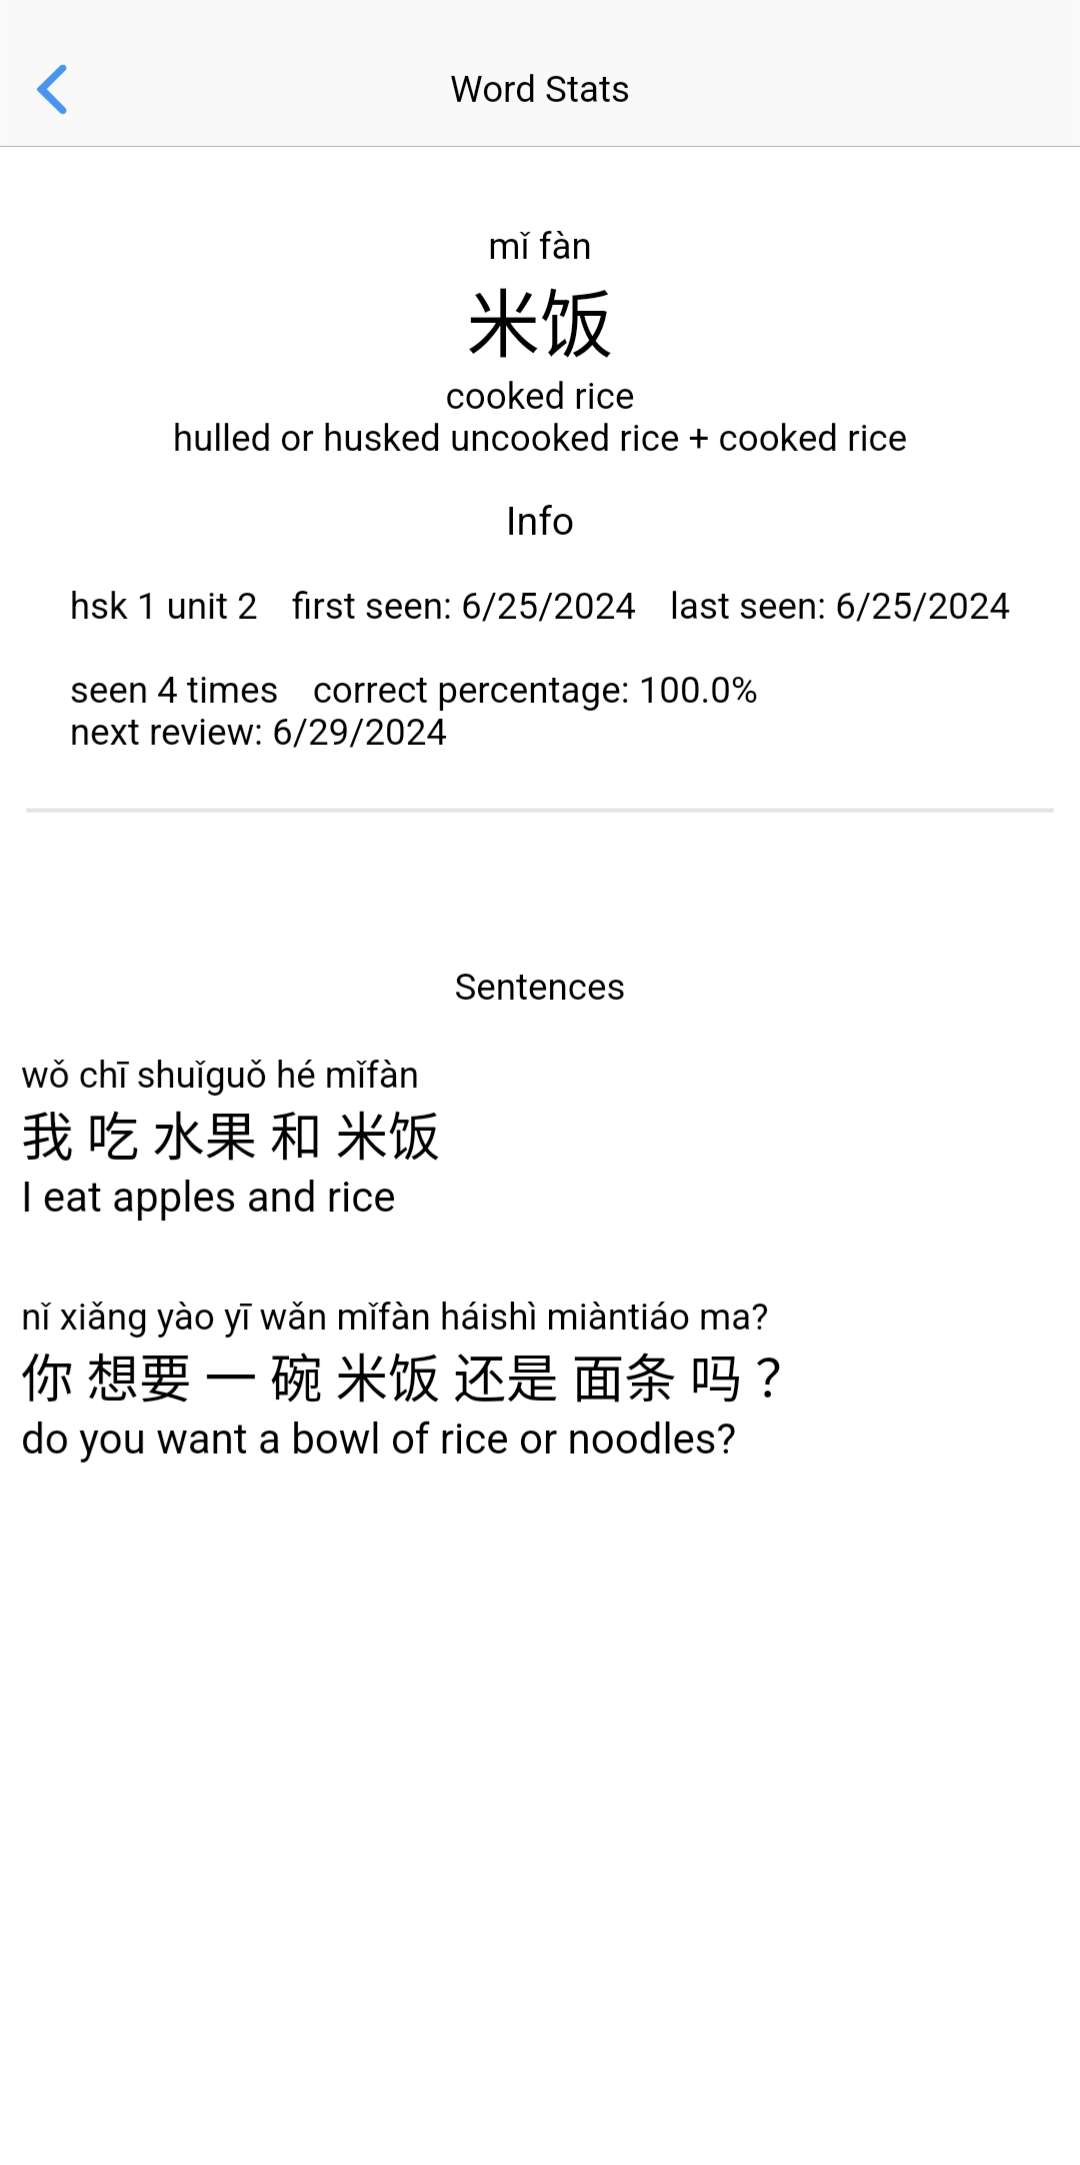 Word Stats
mǐ fàn
米饭
cooked rice
hulled or husked uncooked rice + cooked rice
Info
hsk 1 unit 2 first seen: 6/25/2024 last seen: 6/25/2024
seen 4 times correct percentage: 100.0%
next review: 6/29/2024
Sentences
wǒ chī shuǐguǒ hé mǐfàn
我 吃 水果 和 米饭
I eat apples and rice
nǐ xiǎng yào yī wǎn mǐfàn háishì miàntiáo ma?
你 想要 一 碗 米饭 还是 面条 吗？
do you want a bowl of rice or noodles?